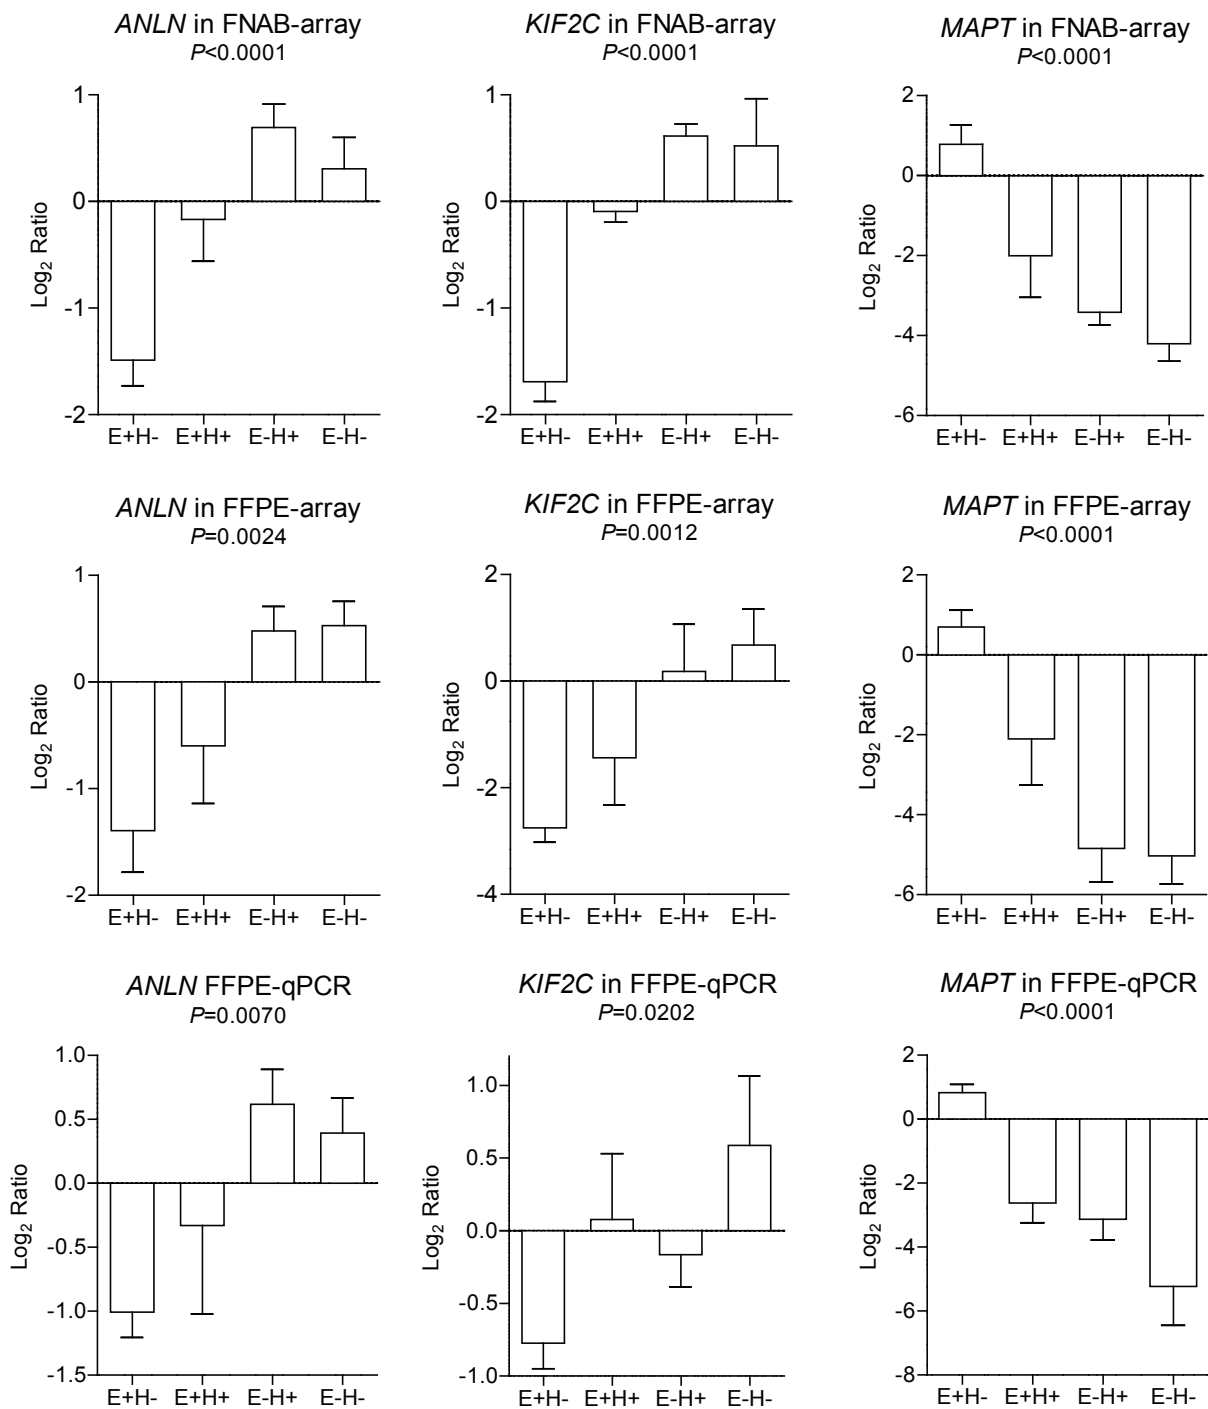 ANLN in FNAB-array
P<0.0001
Log2 Ratio
1
0
-1
-2
E+H- E+H+ E-H+ E-H-
KIF2C in FNAB-array
P<0.0001
Log2 Ratio
1
0
-1
-2
E+H- E+H+ E-H+ E-H-
MAPT in FNAB-array
P<0.0001
Log2 Ratio
2
0
-2
-4
-6
E+H- E+H+ E-H+ E-H-
ANLN in FFPE-array
P=0.0024
Log2 Ratio
1
0
-1
-2
E+H- E+H+ E-H+ E-H-
KIF2C in FFPE-array
P=0.0012
Log2 Ratio
2
0
-2
-4
E+H- E+H+ E-H+ E-H-
MAPT in FFPE-array
P<0.0001
Log2 Ratio
2
0
-2
-4
-6
E+H- E+H+ E-H+ E-H-
ANLN FFPE-qPCR
P=0.0070
Log2 Ratio
1.0
0.5
0.0
-0.5
-1.0
-1.5
E+H- E+H+ E-H+ E-H-
KIF2C in FFPE-qPCR
P=0.0202
Log2 Ratio
1.0
0.5
0.0
-0.5
-1.0
E+H- E+H+ E-H+ E-H-
MAPT in FFPE-qPCR
P<0.0001
Log2 Ratio
2
0
-2
-4
-6
-8
E+H- E+H+ E-H+ E-H-